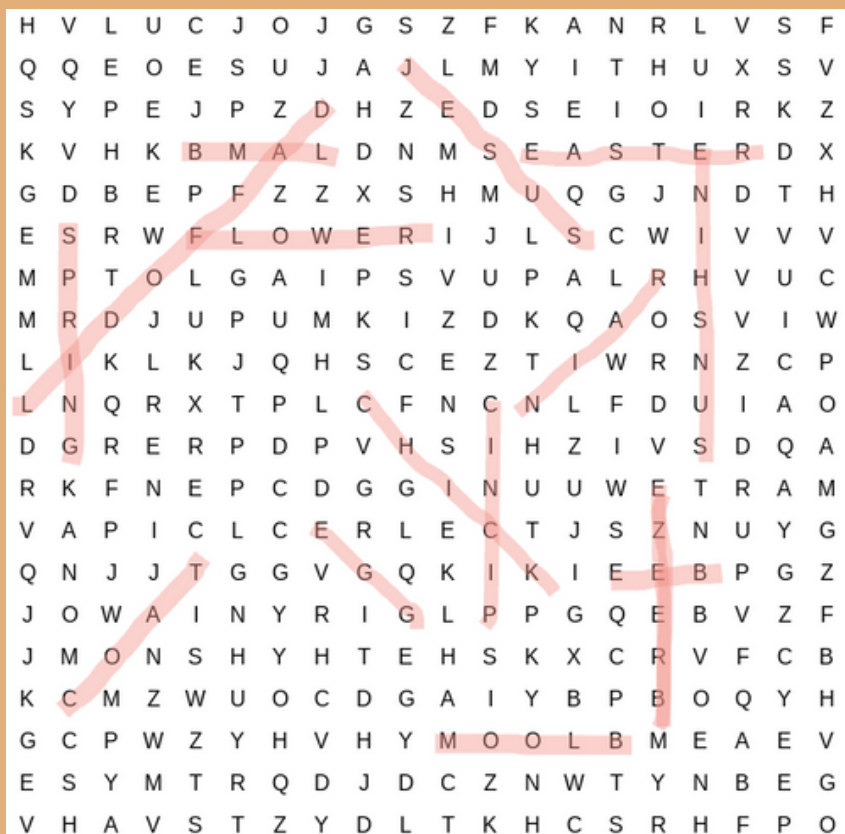 H V L U C J O J G S Z F K A N R L V S F
Q Q E O E S U J A J L M Y I T H U X S V
S Y P E J P Z D H Z E D S E I O I R K Z
K V H K B M A L D N M S E A S T E R D X
G D B E P F Z Z X S H M U Q G J N D T H
E S R W F L O W E R I J L S C W I V V V
M P T O L G A I P S V U P A L R H V U C
M R D J U P U M K I Z D K Q A O S V I W
L I K L K J Q H S C E Z T I W R N Z C P
L N Q R X T P L C F N C N L F D U I A O
D G R E R P D P V H S I H Z I V S D Q A
R K F N E P C D G G I N U U W E T R A M
V A P I C L C E R L E C T J S Z N U Y G
Q N J J T G G V G Q K I K I E E B P G Z
J O W A I N Y R I G L P P G Q E B V Z F
J M O N S H Y H T E H S K X C R V F C B
K C M Z W U O C D G A I Y B P B O Q Y H
G C P W Z Y H V H Y M O O L B M E A E V
E S Y M T R Q D J D C Z N W T Y N B E G
V H A V S T Z Y D L T K H C S R H F P O